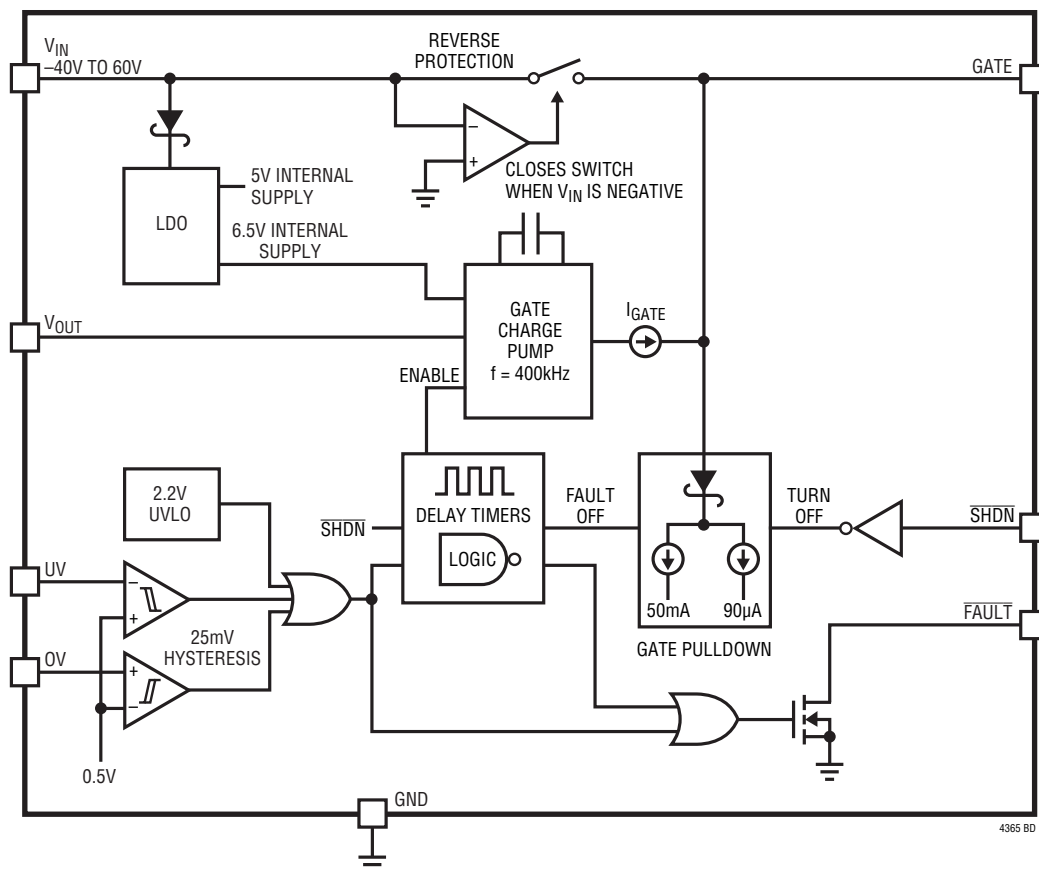 VIN
–40V TO 60V
REVERSE
PROTECTION
GATE
–
+
CLOSES SWITCH
WHEN VIN IS NEGATIVE
LDO
5V INTERNAL
SUPPLY
6.5V INTERNAL
SUPPLY
VOUT
GATE
CHARGE
PUMP
f = 400kHz
IGATE
ENABLE
2.2V
UVLO
SHDN
DELAY TIMERS
LOGIC
FAULT
OFF
TURN
OFF
SHDN
50mA
90µA
GATE PULLDOWN
UV
–
+
25mV
HYSTERESIS
OV
+
–
0.5V
FAULT
GND
4365 BD